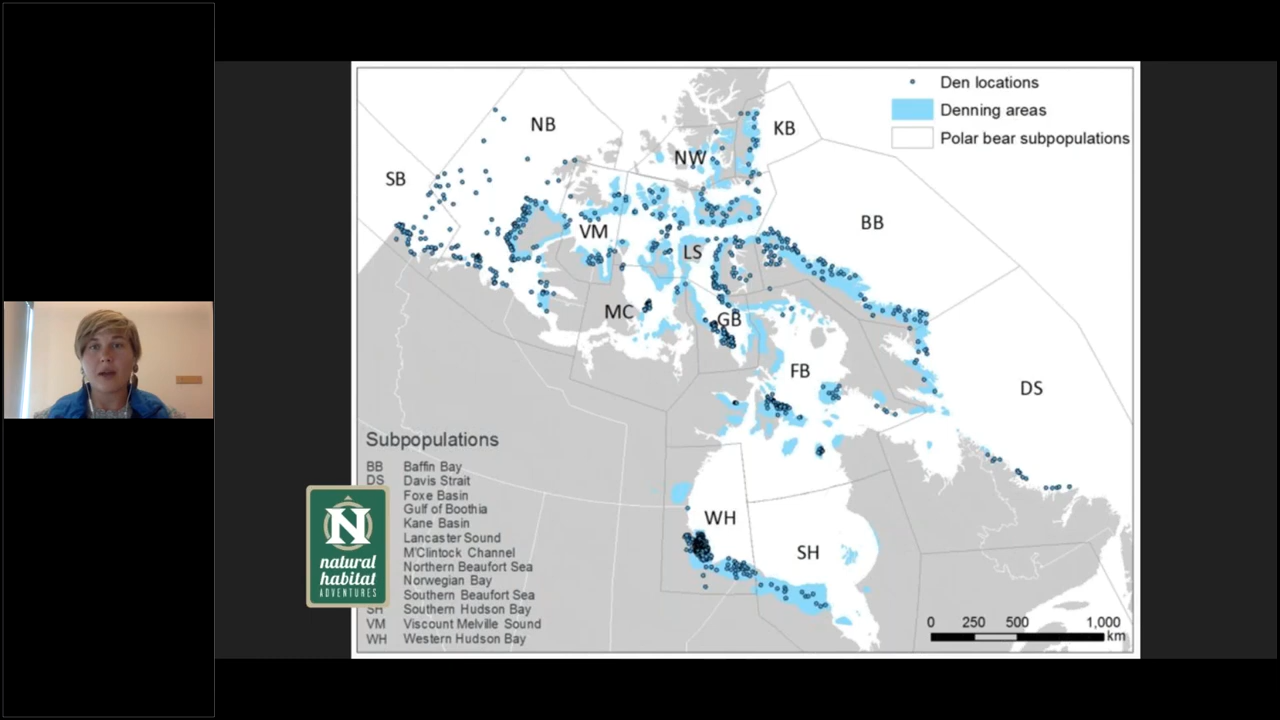 Den locations
Denning areas
Polar bear subpopulations
KB
NB
NW
SB
BB
VM
LS
MC
GB
FB
DS
WH
SH
Subpopulations
BB Baffin Bay
DS Davis Strait
Foxe Basin
Gulf of Boothia
Kane Basin
Lancaster Sound
M'Clintock Channel
Northern Beaufort Sea
Norwegian Bay
Southern Beaufort Sea
SH Southern Hudson Bay
VM Viscount Melville Sound
WH Western Hudson Bay
0 250 500 1,000
km
N
natural
habitat
ADVENTURES